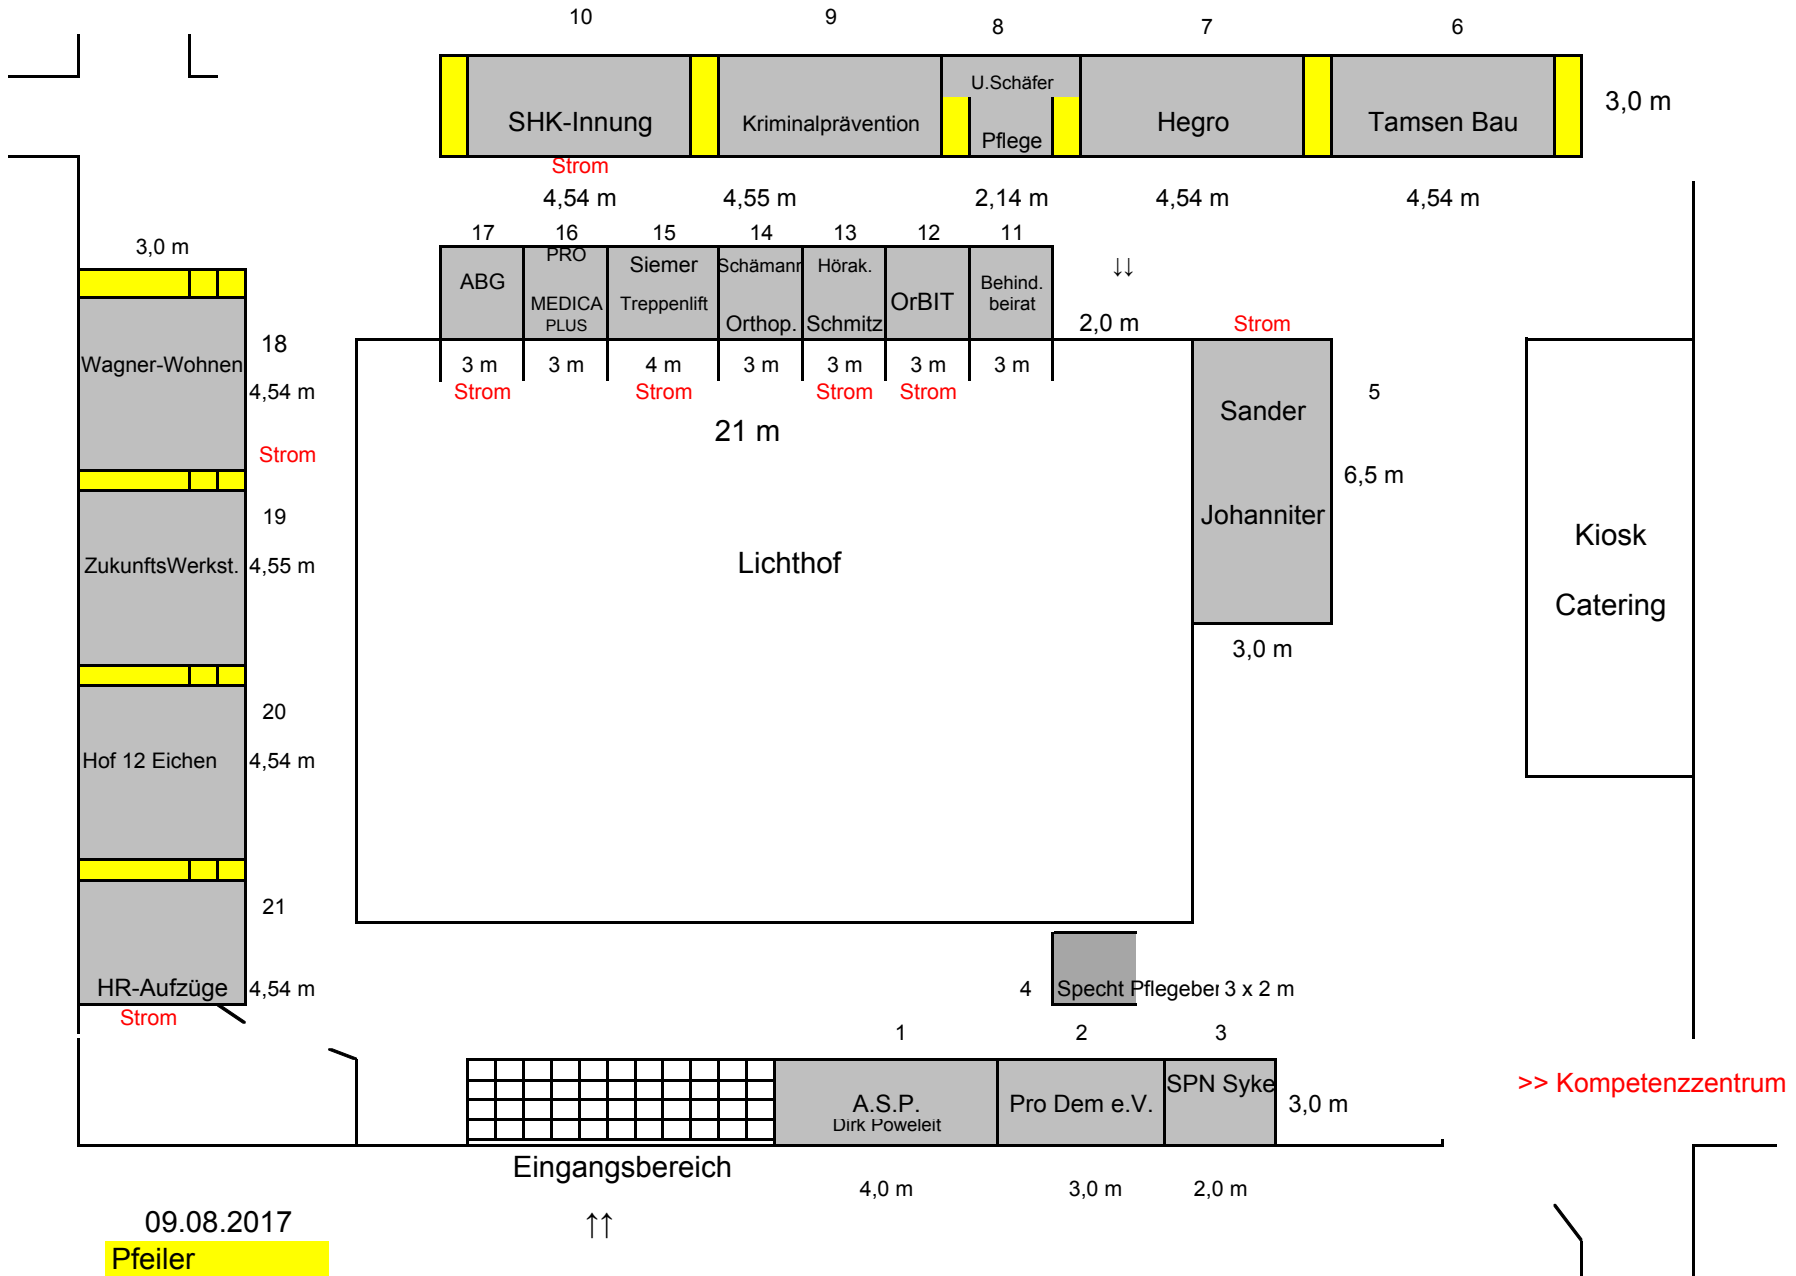 10 9 8 7 6
U.Schäfer
SHK-Innung Kriminalprävention Pflege Hegro Tamsen Bau 3,0 m
Strom
4,54 m 4,55 m 2,14 m 4,54 m 4,54 m
17 16 15 14 13 12 11
ABG
PRO
MEDICA
PLUS
Siemer
Treppenlift
Schämann
Orthop.
Hörak.
Schmitz
OrBIT
Behind.
beirat
↓↓
2,0 m
3 m 3 m 4 m 3 m 3 m 3 m 3 m
Strom Strom Strom Strom
21 m
3,0 m
18
Wagner-Wohnen
4,54 m
Strom
19
ZukunftsWerkst. 4,55 m
20
Hof 12 Eichen 4,54 m
21
HR-Aufzüge 4,54 m
Strom
Lichthof
Strom
5
Sander
6,5 m
Johanniter
3,0 m
Kiosk
Catering
4 Specht Pflegeber 3 x 2 m
1 2 3
A.S.P.
Dirk Poweleit
Pro Dem e.V.
SPN Syke
3,0 m
>> Kompetenzzentrum
Eingangsbereich
4,0 m 3,0 m 2,0 m
↑↑
09.08.2017
Pfeiler